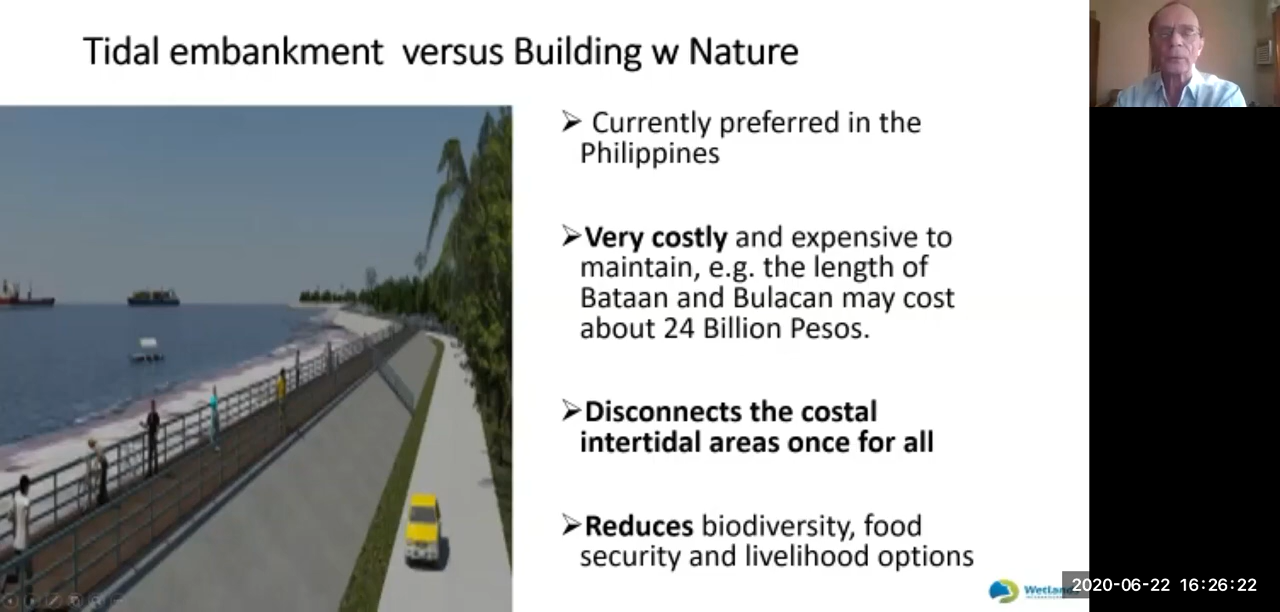 Tidal embankment versus Building w Nature
➢ Currently preferred in the
Philippines
➢Very costly and expensive to
maintain, e.g. the length of
Bataan and Bulacan may cost
about 24 Billion Pesos.
➢Disconnects the costal
intertidal areas once for all
➢Reduces biodiversity, food
security and livelihood options
2020-06-22 16:26:22